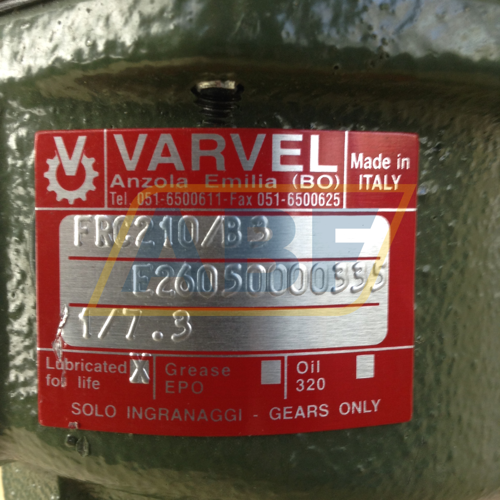 VARVEL
Anzola Emilia (BO)
Tel. 051-6500611-Fax 051-6500625
Made in
ITALY
FRC210/B3
E26050000335
1/7.3
Lubricated X
for life
Grease
EPO
Oil
320
SOLO INGRANAGGI - GEARS ONLY